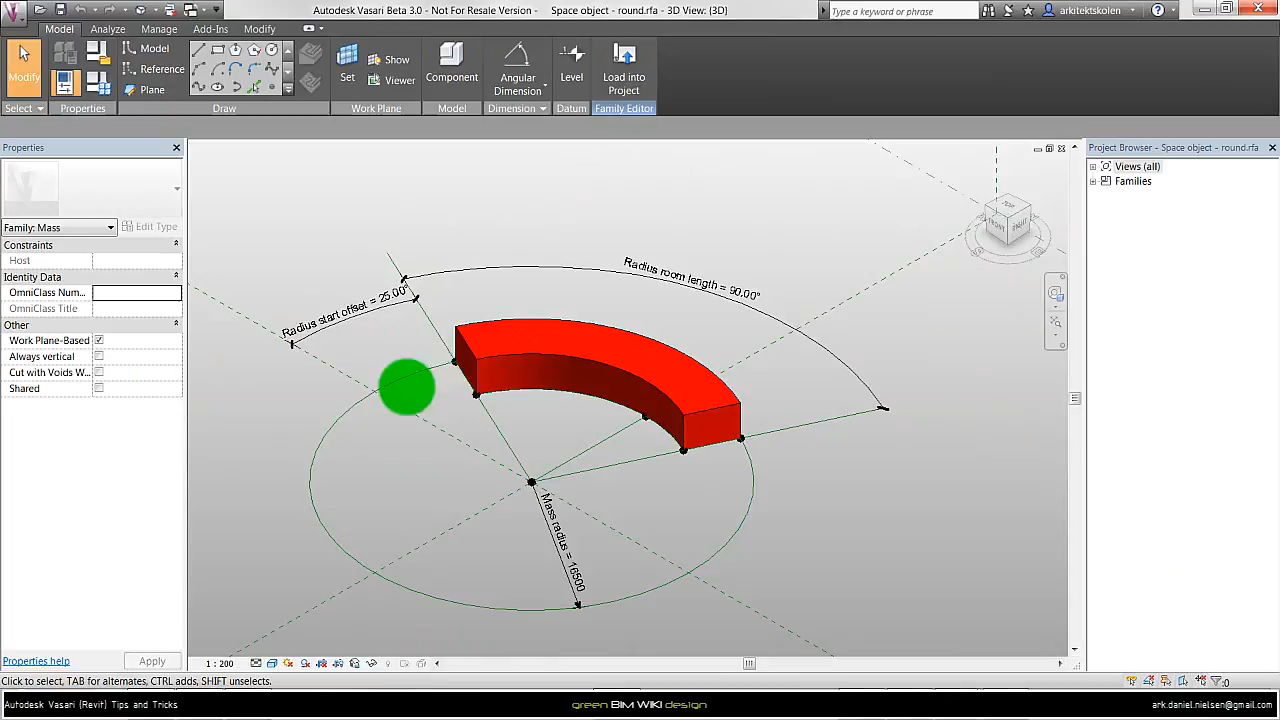 Autodesk Vasari Beta 3.0 - Not For Resale Version -    Space object - round.rfa - 3D View: {3D}
Type a keyword or phrase
arkitektskolen
Model
Analyze
Manage
Add-Ins
Modify
Modify
Model
Reference
Plane
Set
Show
Viewer
Component
Angular
Dimension
Level
Load into
Project
Select
Properties
Draw
Work Plane
Model
Dimension
Datum
Family Editor
Properties
Family: Mass
Edit Type
Constraints
Host
Identity Data
OmniClass Num...
OmniClass Title
Other
Work Plane-Based
Always vertical
Cut with Voids W...
Shared
Properties help
Apply
Radius room length = 90.00°
Radius start offset = 25.00°
Mass radius = 16500
TOP
FRONT
RIGHT
Project Browser - Space object - round.rfa
Views (all)
Families
1 : 200
Click to select, TAB for alternates, CTRL adds, SHIFT unselects.
:0
Autodesk Vasari (Revit) Tips and Tricks
green BIM WIKI design
ark.daniel.nielsen@gmail.com